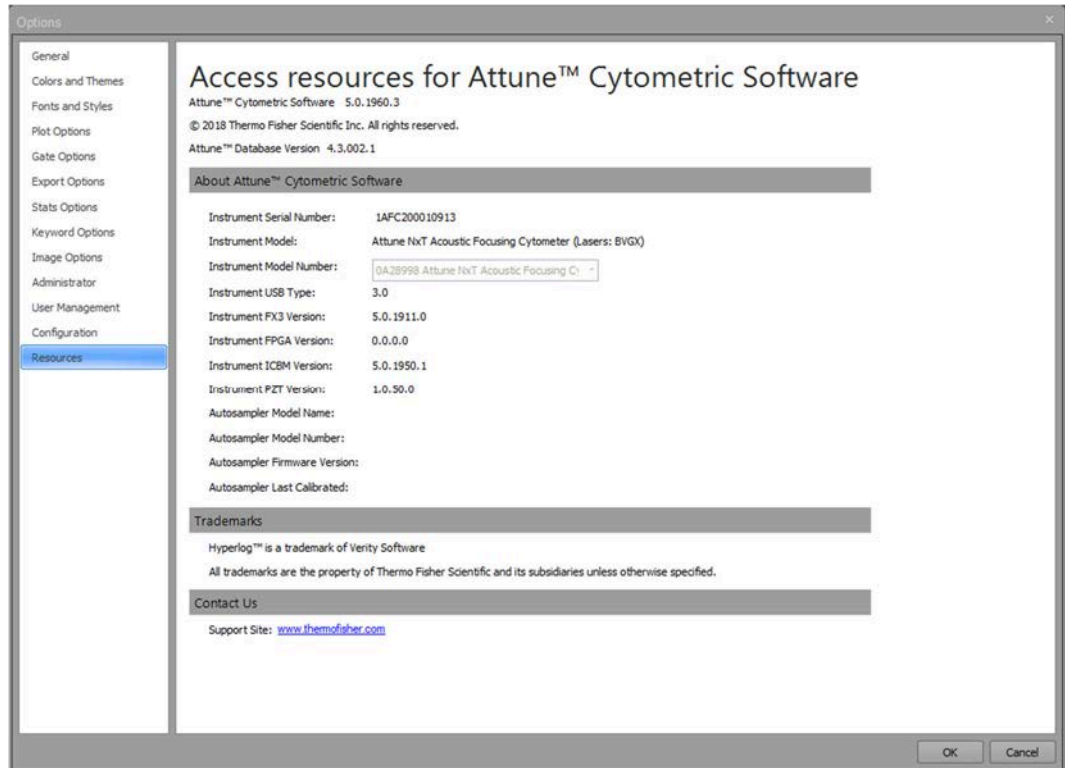 Options
General
Colors and Themes
Fonts and Styles
Plot Options
Gate Options
Export Options
Stats Options
Keyword Options
Image Options
Administrator
User Management
Configuration
Resources
Access resources for Attune™ Cytometric Software
Attune™ Cytometric Software 5.0.1960.3
© 2018 Thermo Fisher Scientific Inc. All rights reserved.
Attune™ Database Version 4.3.002.1
About Attune™ Cytometric Software
Instrument Serial Number: 1AFC200010913
Instrument Model: Attune NxT Acoustic Focusing Cytometer (Lasers: BVGX)
Instrument Model Number: 0A28998 Attune NxT Acoustic Focusing Cy
Instrument USB Type: 3.0
Instrument FX3 Version: 5.0.1911.0
Instrument FPGA Version: 0.0.0.0
Instrument ICBM Version: 5.0.1950.1
Instrument PZT Version: 1.0.50.0
Autosampler Model Name:
Autosampler Model Number:
Autosampler Firmware Version:
Autosampler Last Calibrated:
Trademarks
Hyperlog™ is a trademark of Verity Software
All trademarks are the property of Thermo Fisher Scientific and its subsidiaries unless otherwise specified.
Contact Us
Support Site: www.thermofisher.com
OK Cancel